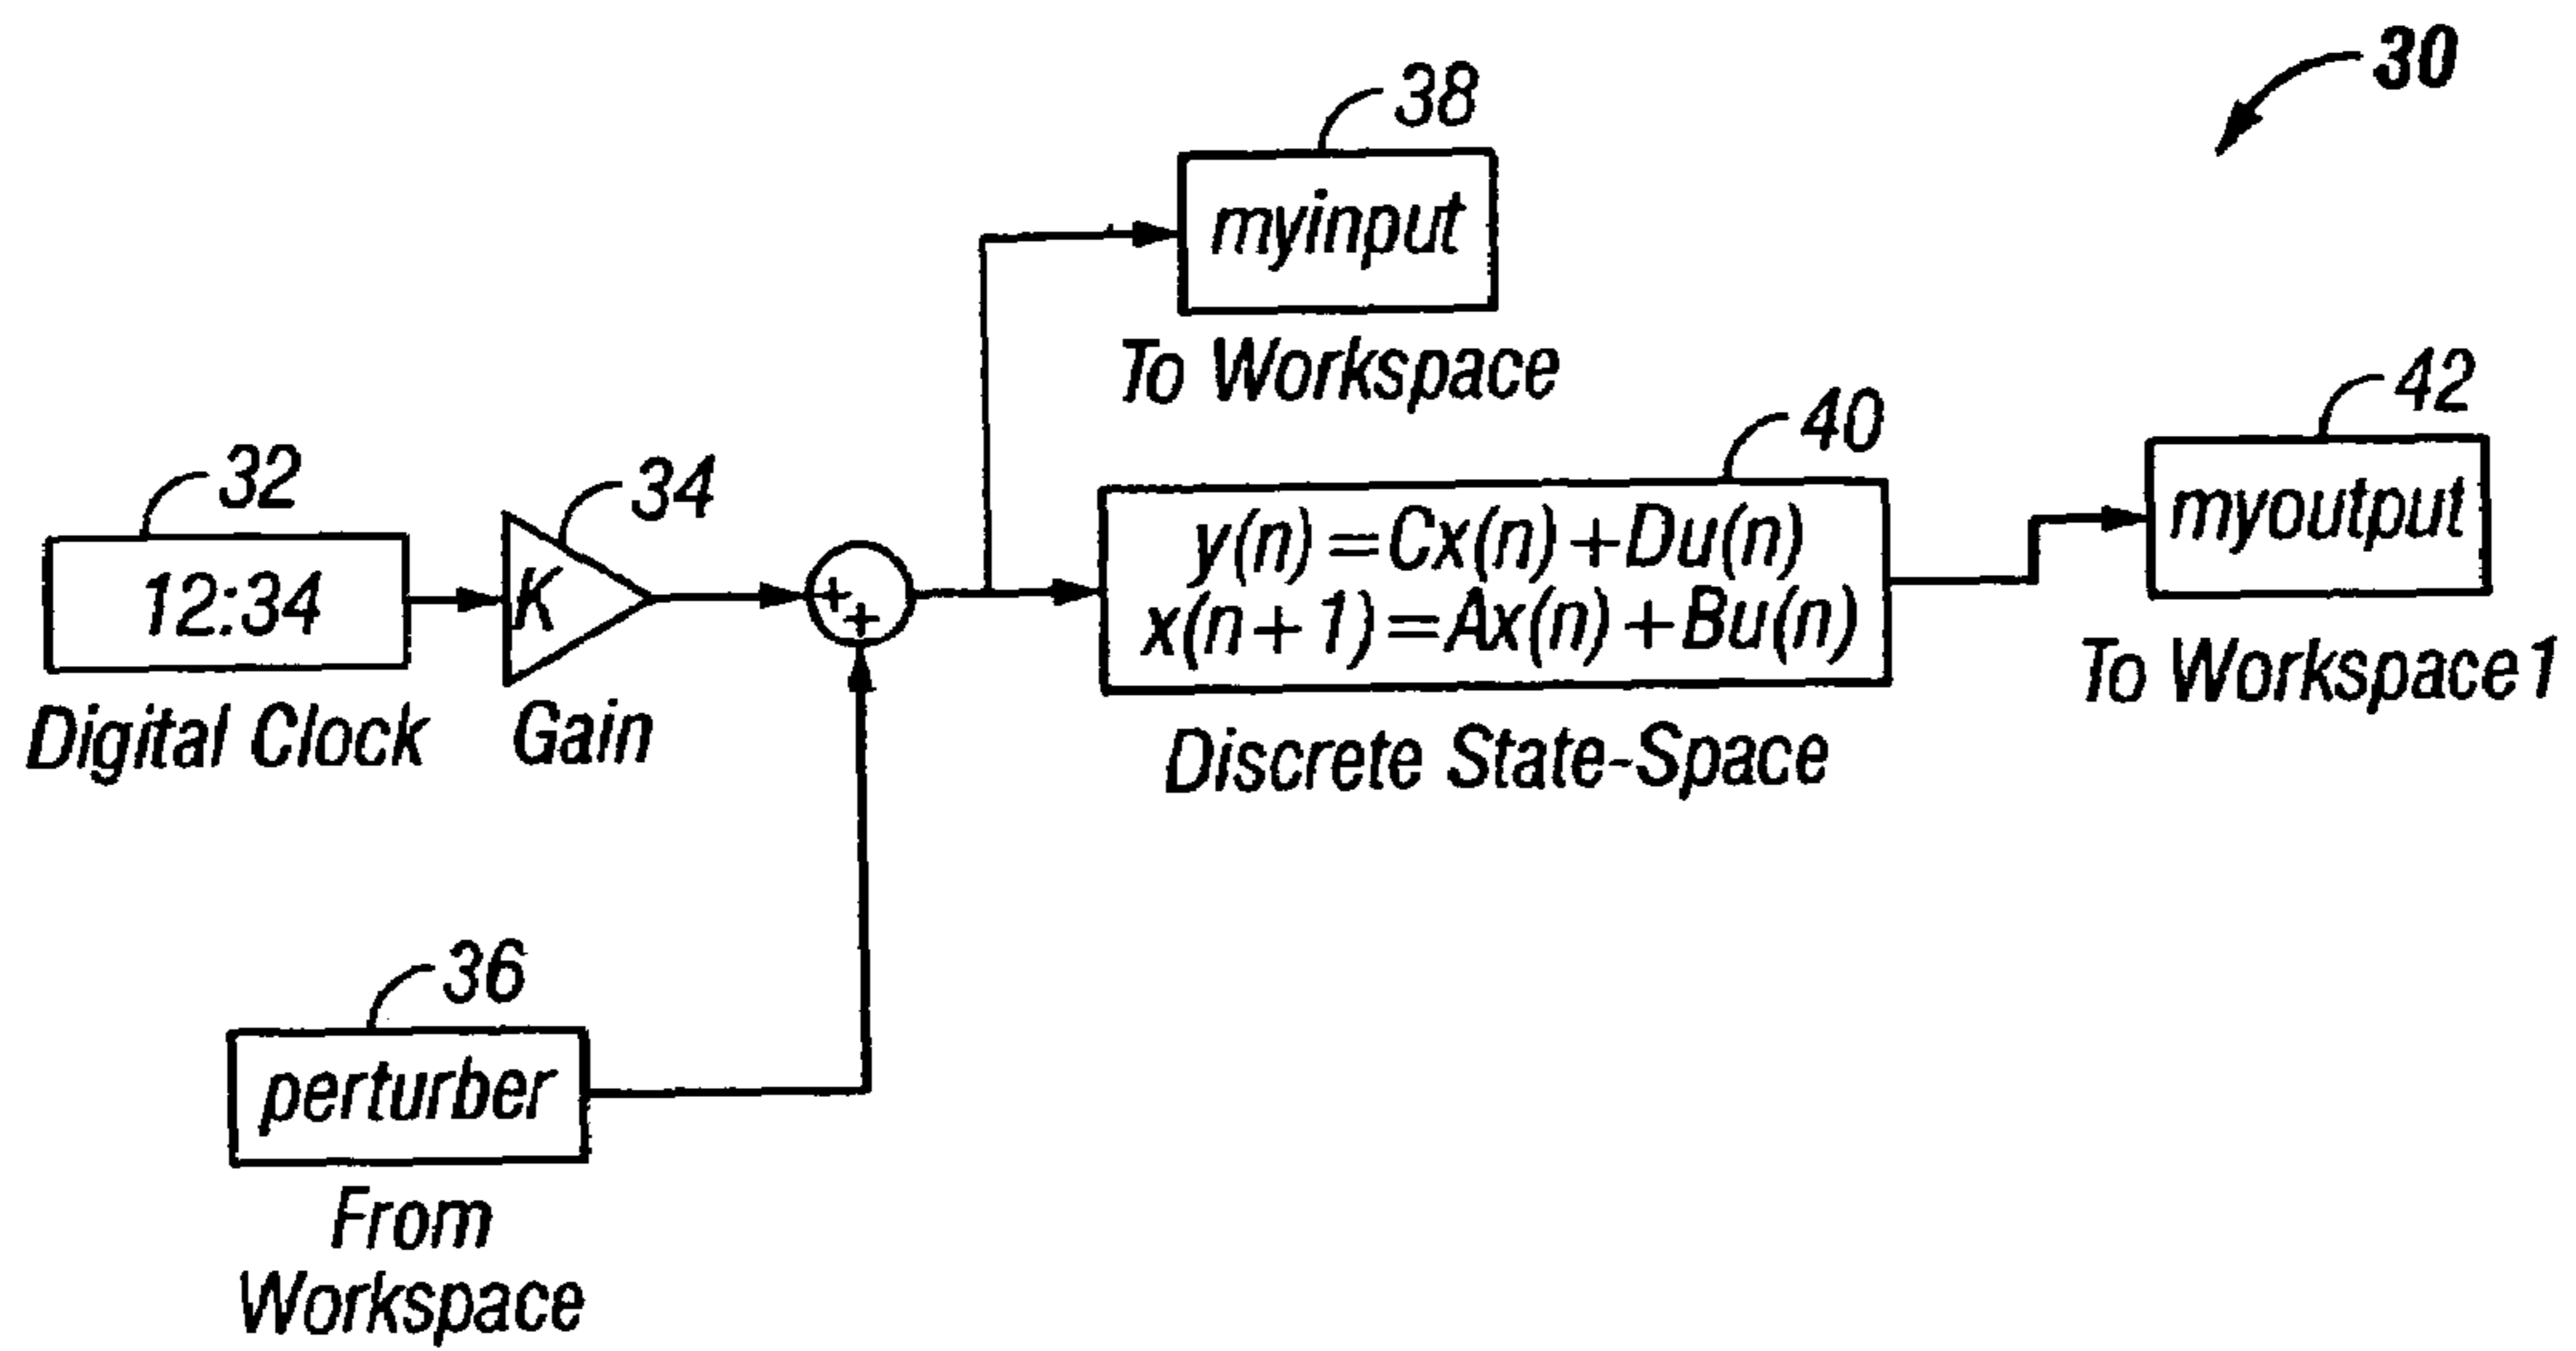 30
38
myinput
To Workspace
42
myoutput
To Workspace1
40
y(n)=Cx(n)+Du(n)
x(n+1)=Ax(n)+Bu(n)
Discrete State-Space
32
12:34
Digital Clock
34
K
Gain
+
+
36
perturber
From
Workspace